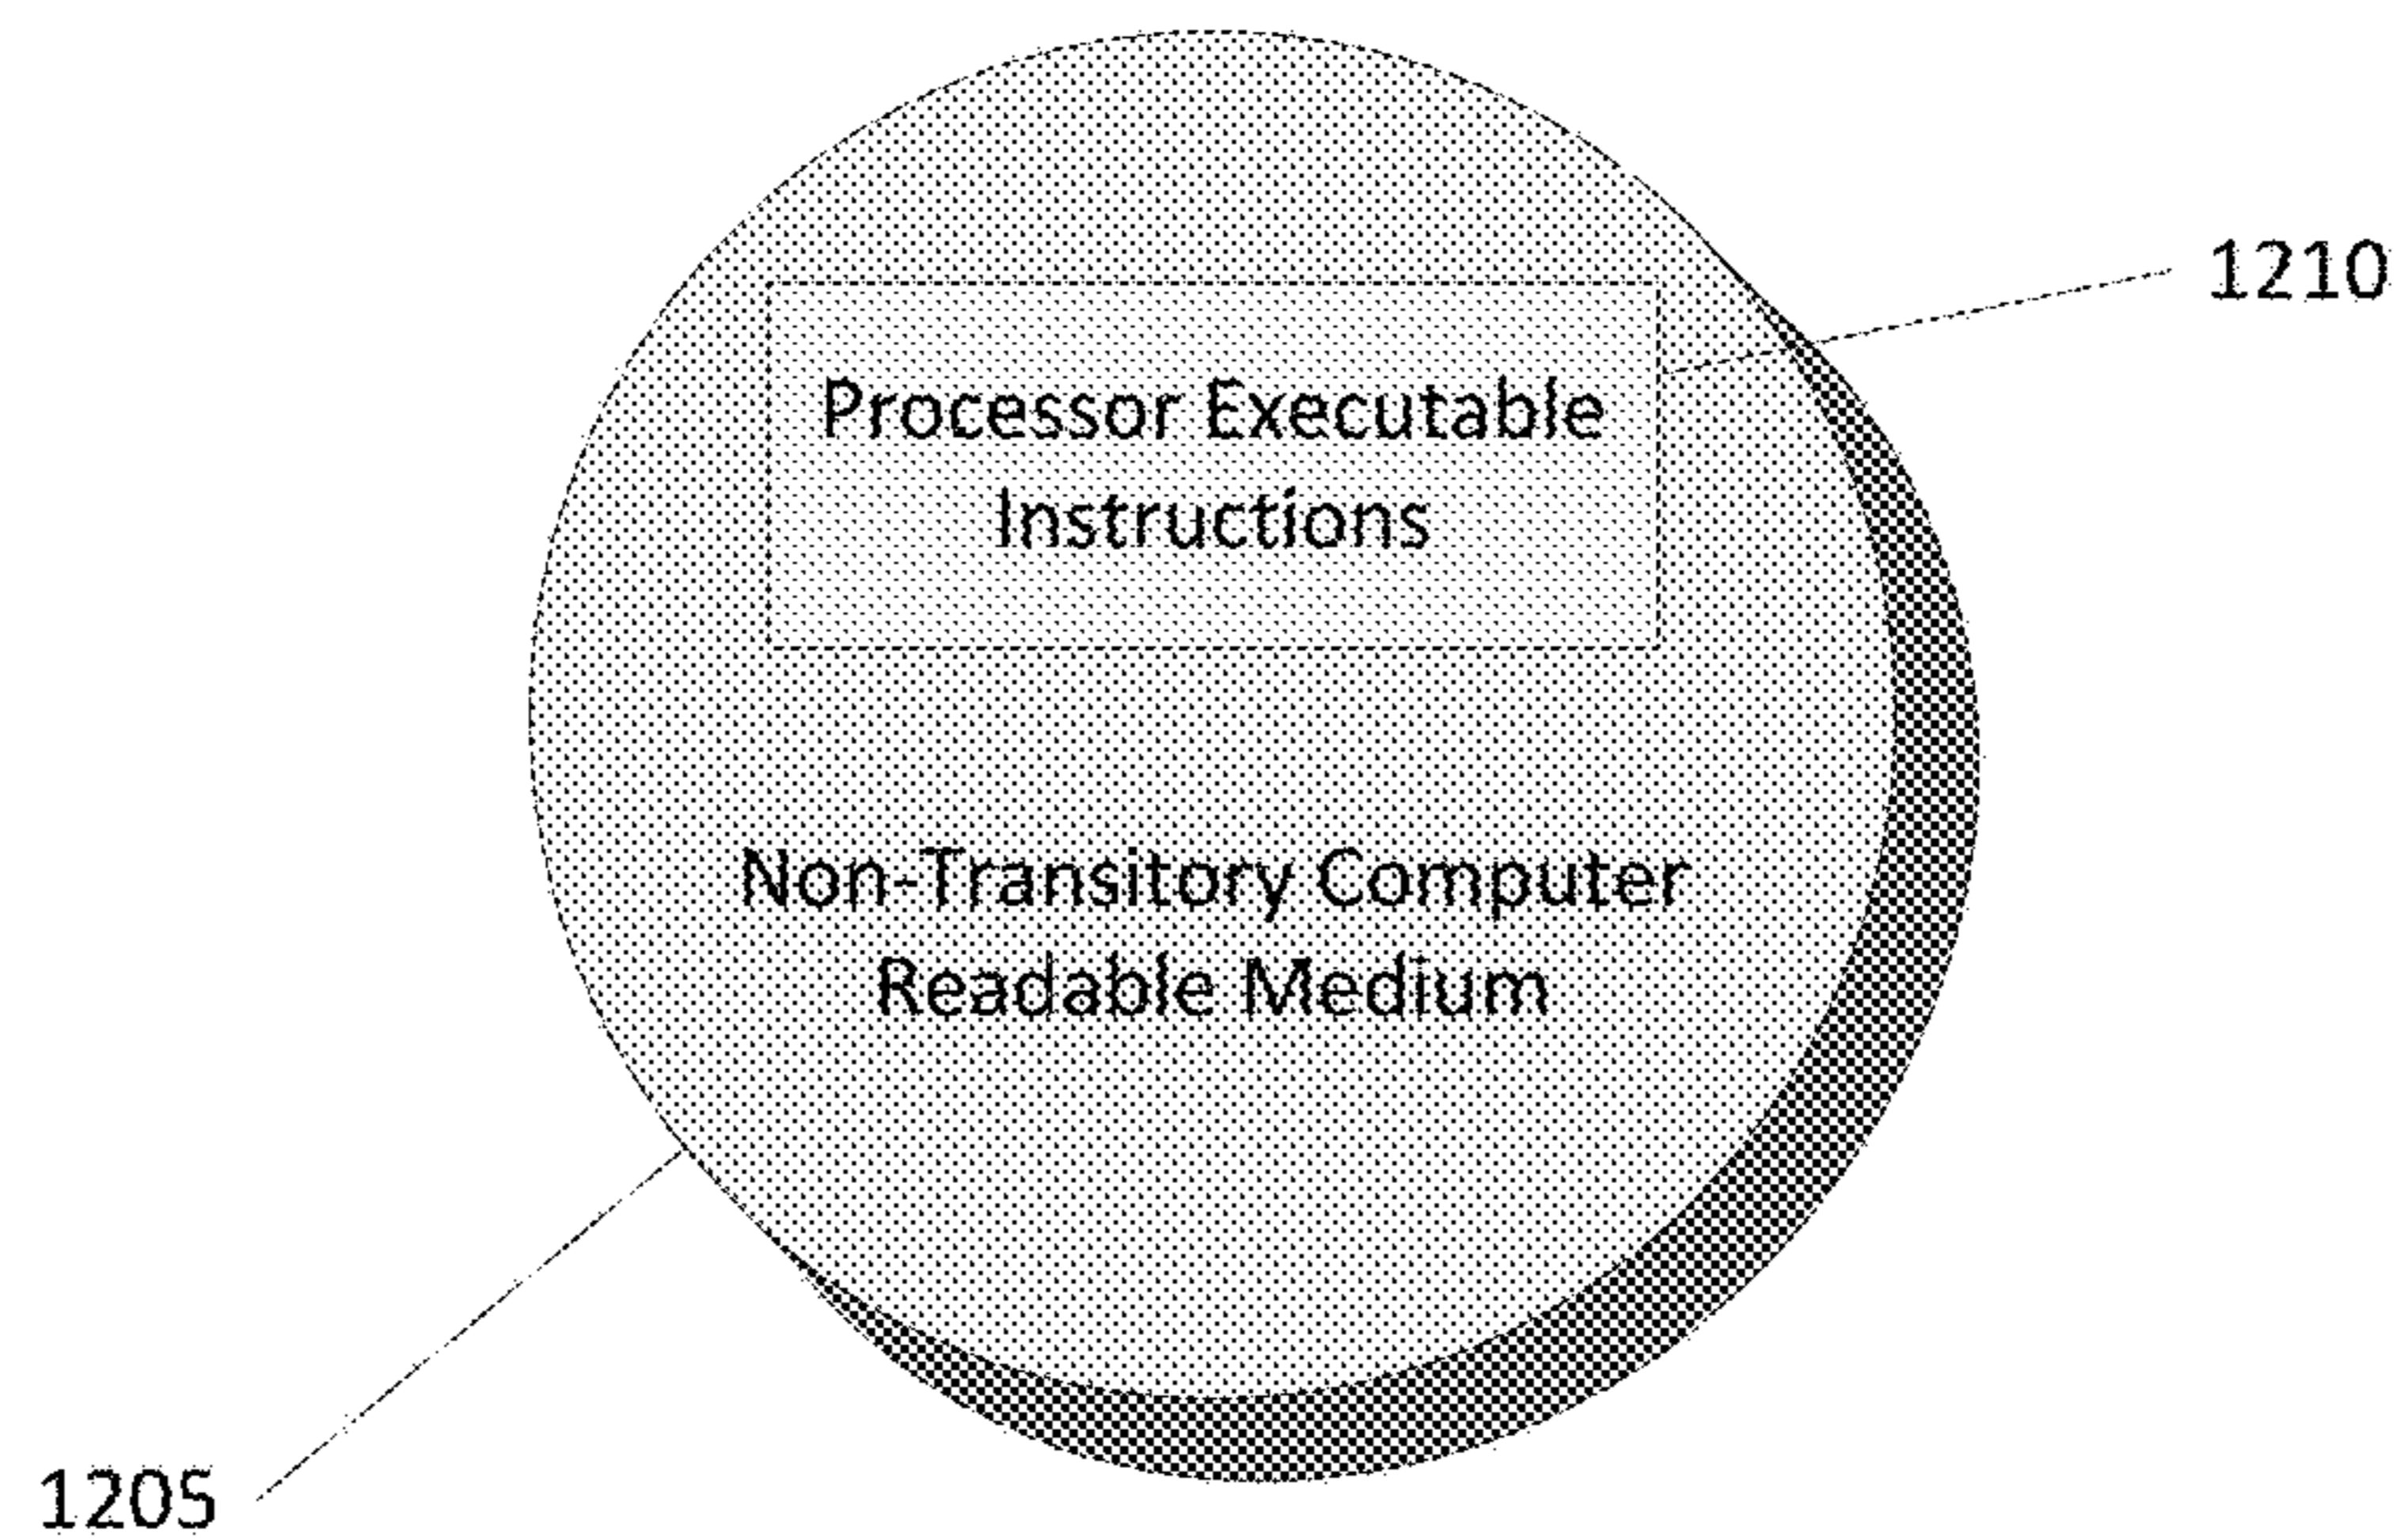 1210
Processor Executable
Instructions
Non-Transitory Computer
Readable Medium
1205